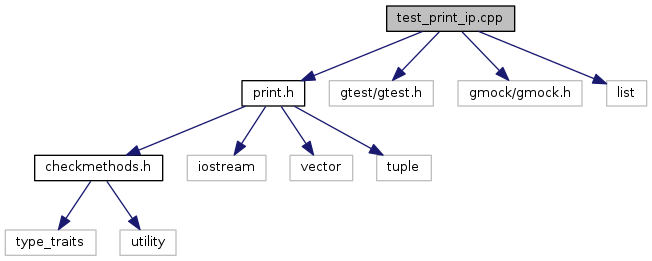 test_print_ip.cpp
print.h
gtest/gtest.h
gmock/gmock.h
list
checkmethods.h
iostream
vector
tuple
type_traits
utility